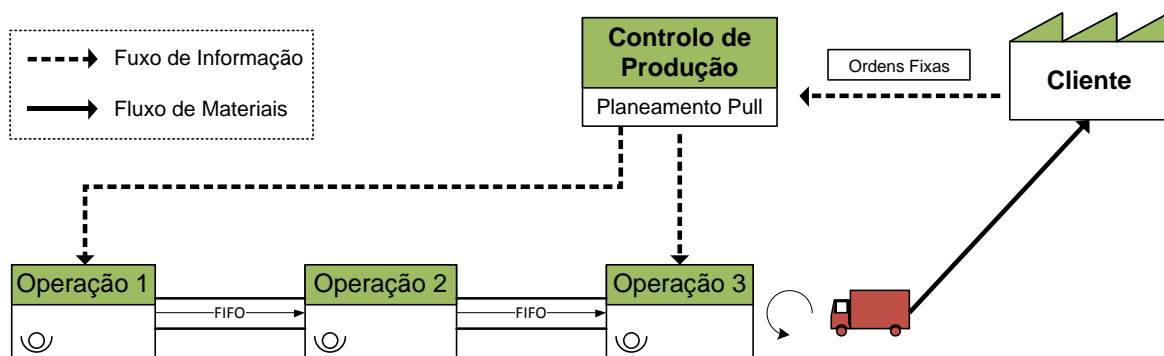 Fuxo de Informação
Fluxo de Materiais
Controlo de
Produção
Planeamento Pull
Ordens Fixas
Cliente
Operação 1
FIFO
Operação 2
FIFO
Operação 3